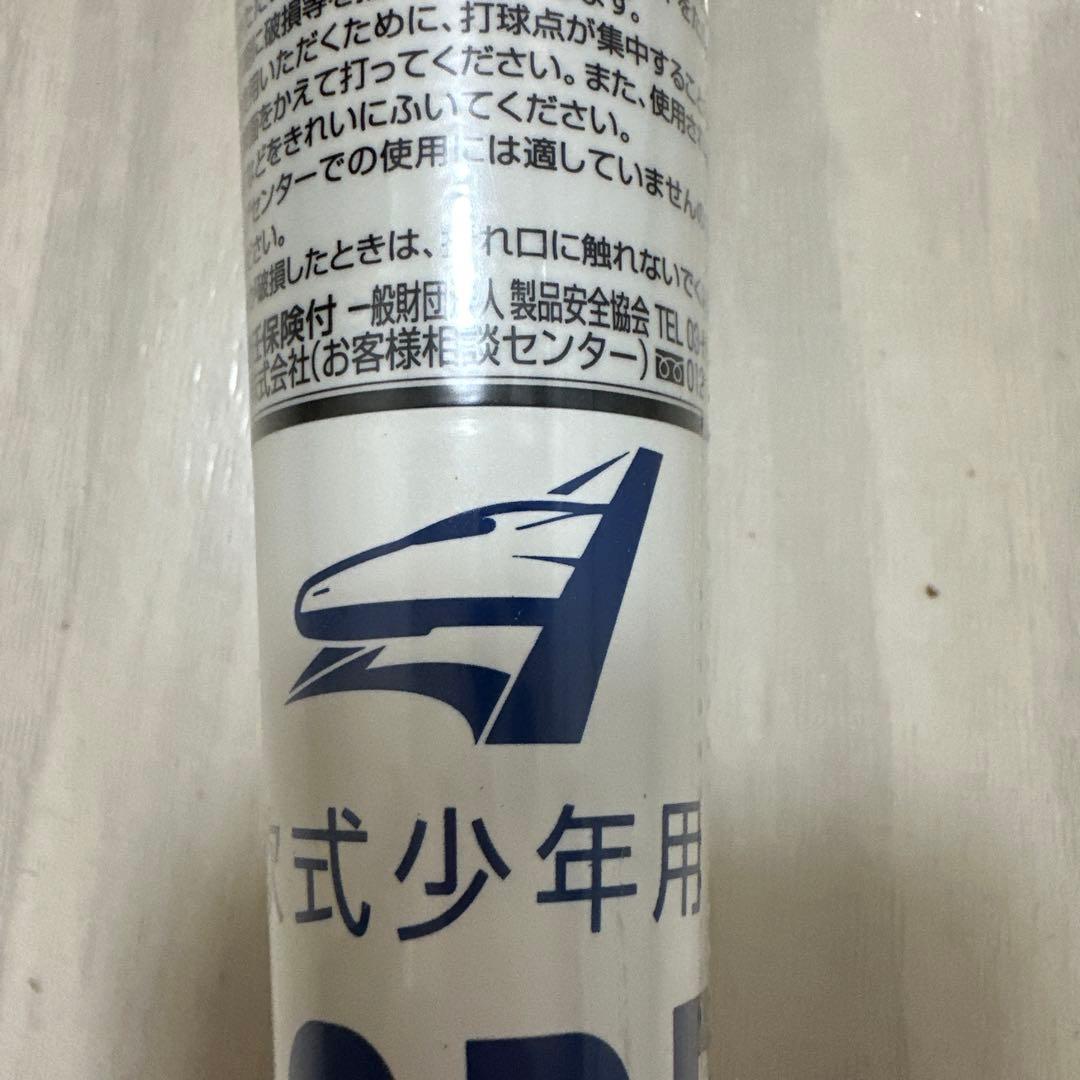 に破損等を
いただくために、打球点が集中すること
をかえて打ってください。また、使用さ
どをきれいにふいてください。
センターでの使用には適していません
さい。
破損したときは、 れ口に触れないでく
保険付 一般財団 人 製品安全協会 TEL 03
式会社(お客様相談センター) 012
式少年用